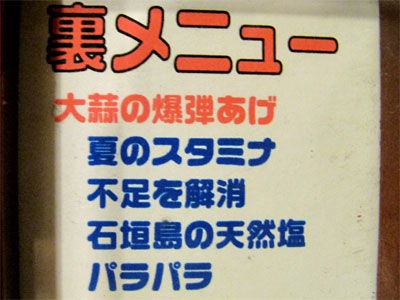 裏メニュー
大蒜の爆弾あげ
夏のスタミナ
不足を解消
石垣島の天然塩
パラパラ